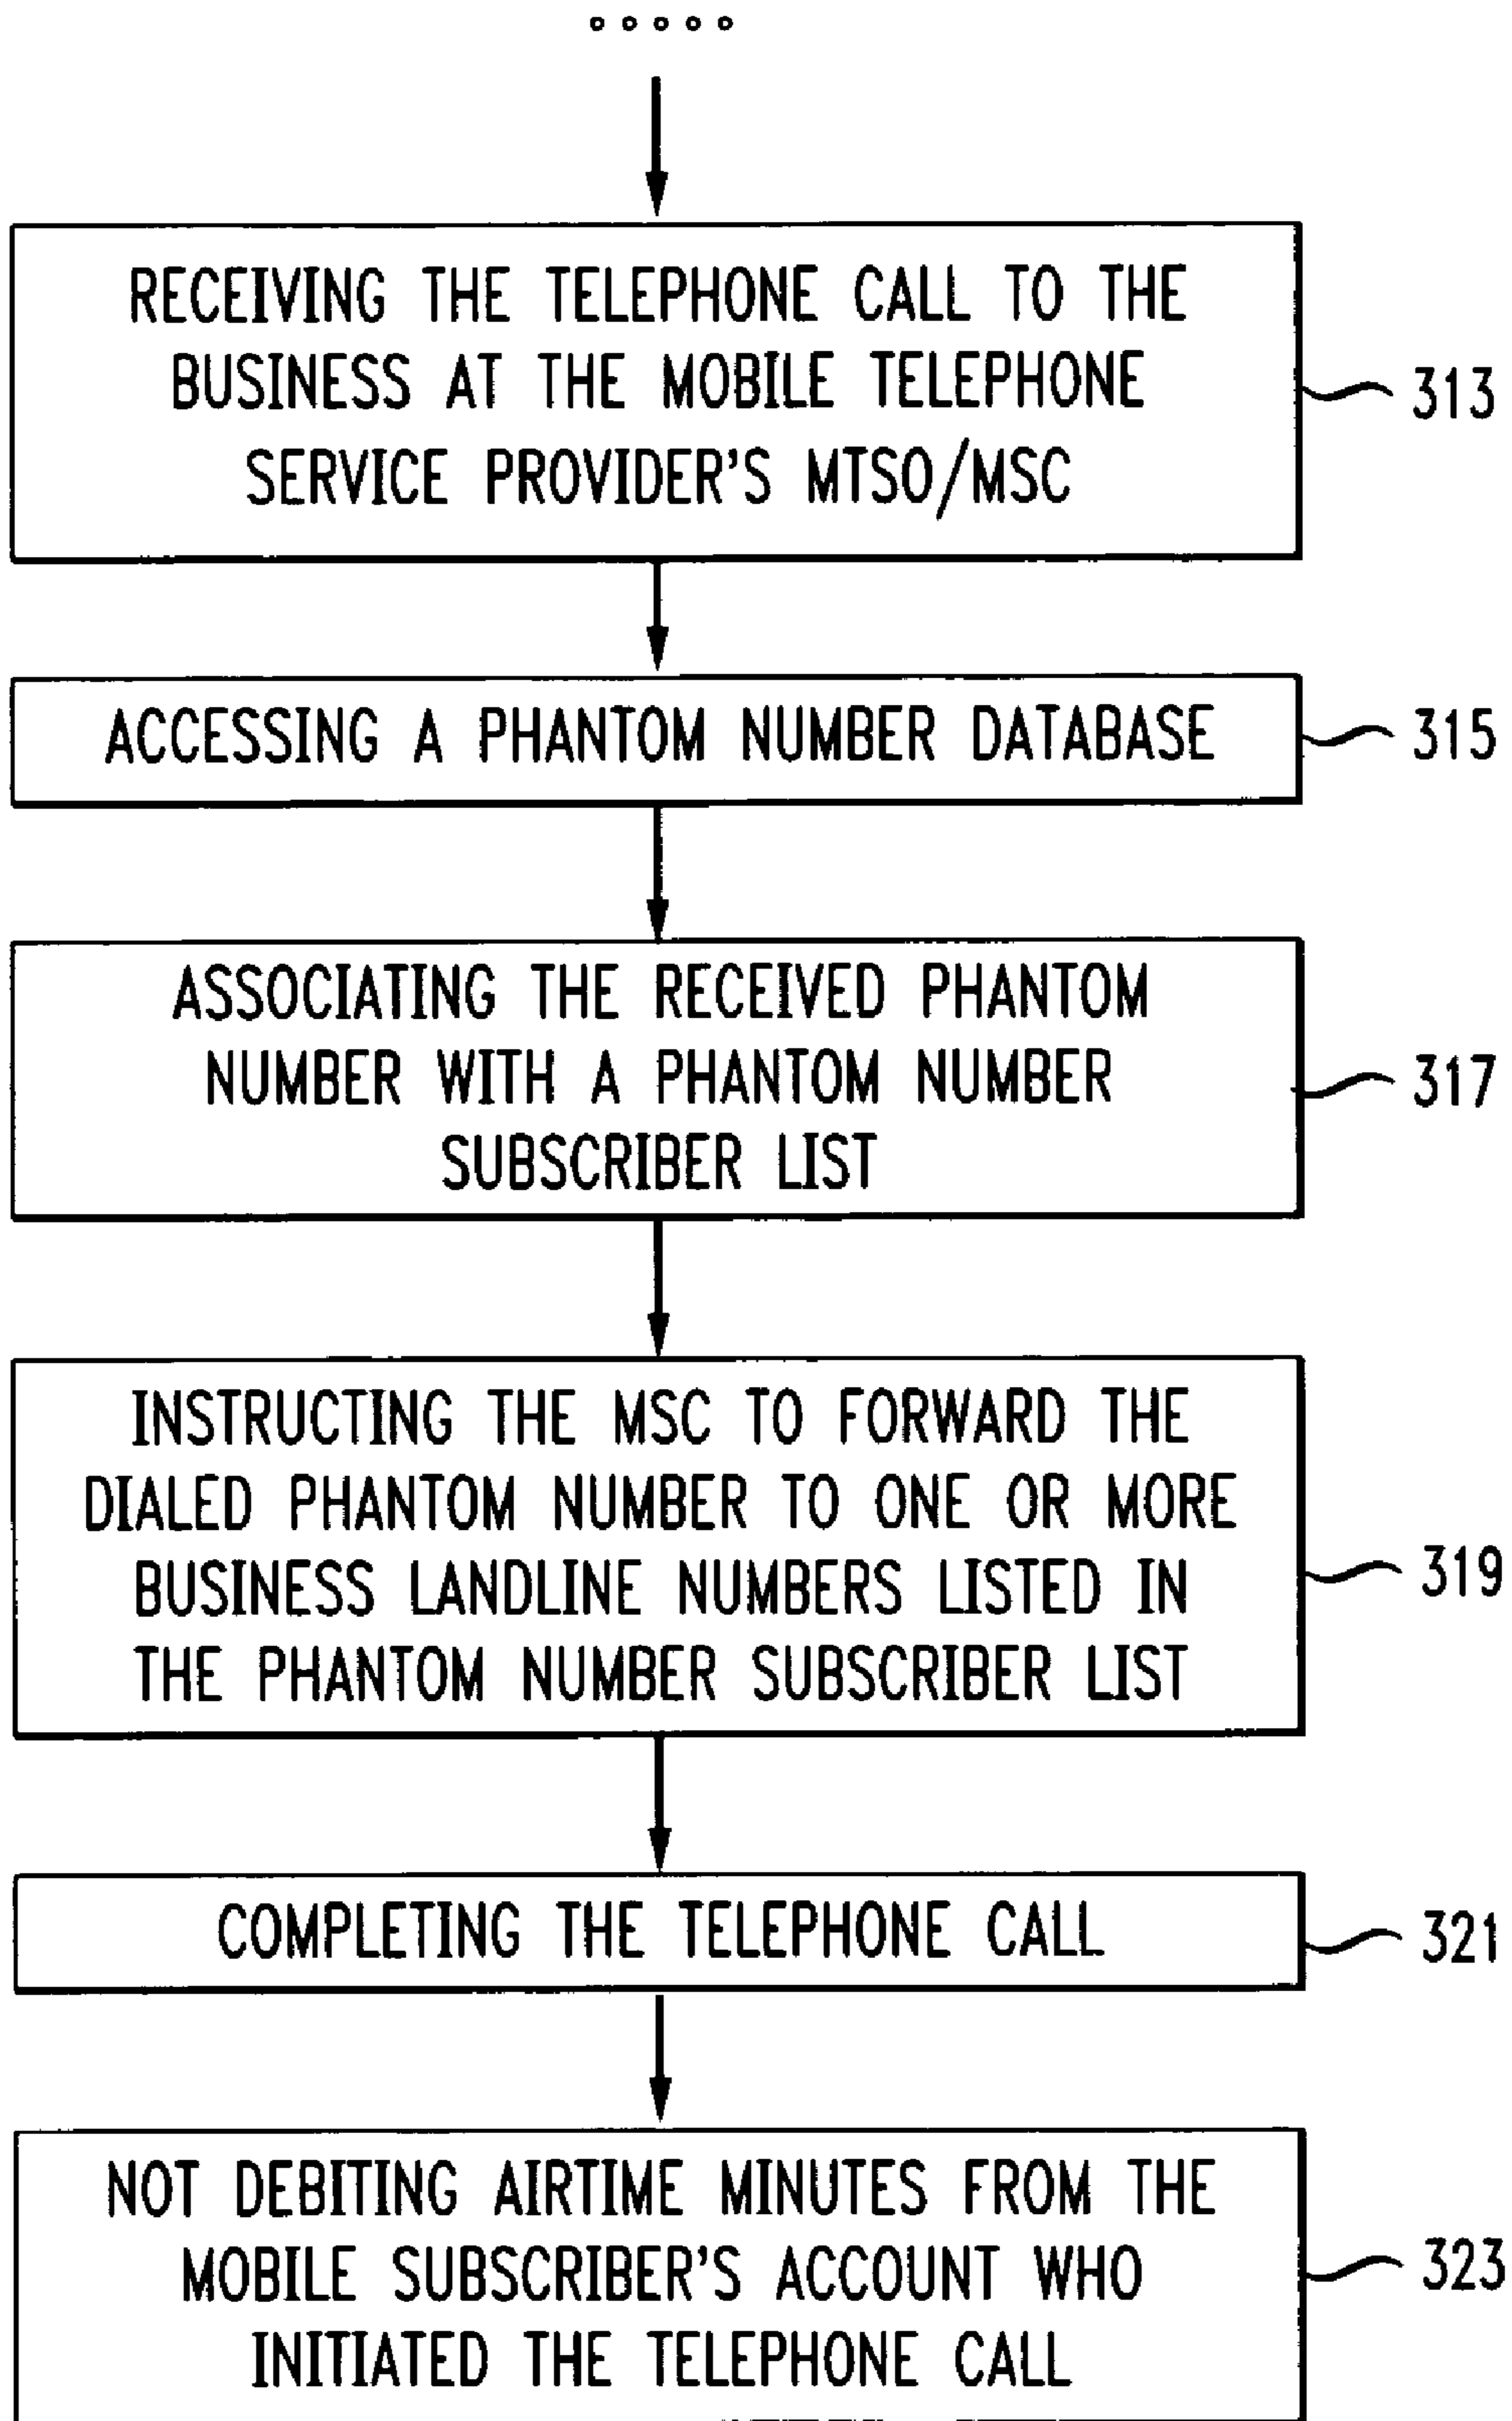 RECEIVING THE TELEPHONE CALL TO THE
BUSINESS AT THE MOBILE TELEPHONE
SERVICE PROVIDER'S MTSO/MSC
313
ACCESSING A PHANTOM NUMBER DATABASE
315
ASSOCIATING THE RECEIVED PHANTOM
NUMBER WITH A PHANTOM NUMBER
SUBSCRIBER LIST
317
INSTRUCTING THE MSC TO FORWARD THE
DIALED PHANTOM NUMBER TO ONE OR MORE
BUSINESS LANDLINE NUMBERS LISTED IN
THE PHANTOM NUMBER SUBSCRIBER LIST
319
COMPLETING THE TELEPHONE CALL
321
NOT DEBITING AIRTIME MINUTES FROM THE
MOBILE SUBSCRIBER'S ACCOUNT WHO
INITIATED THE TELEPHONE CALL
323